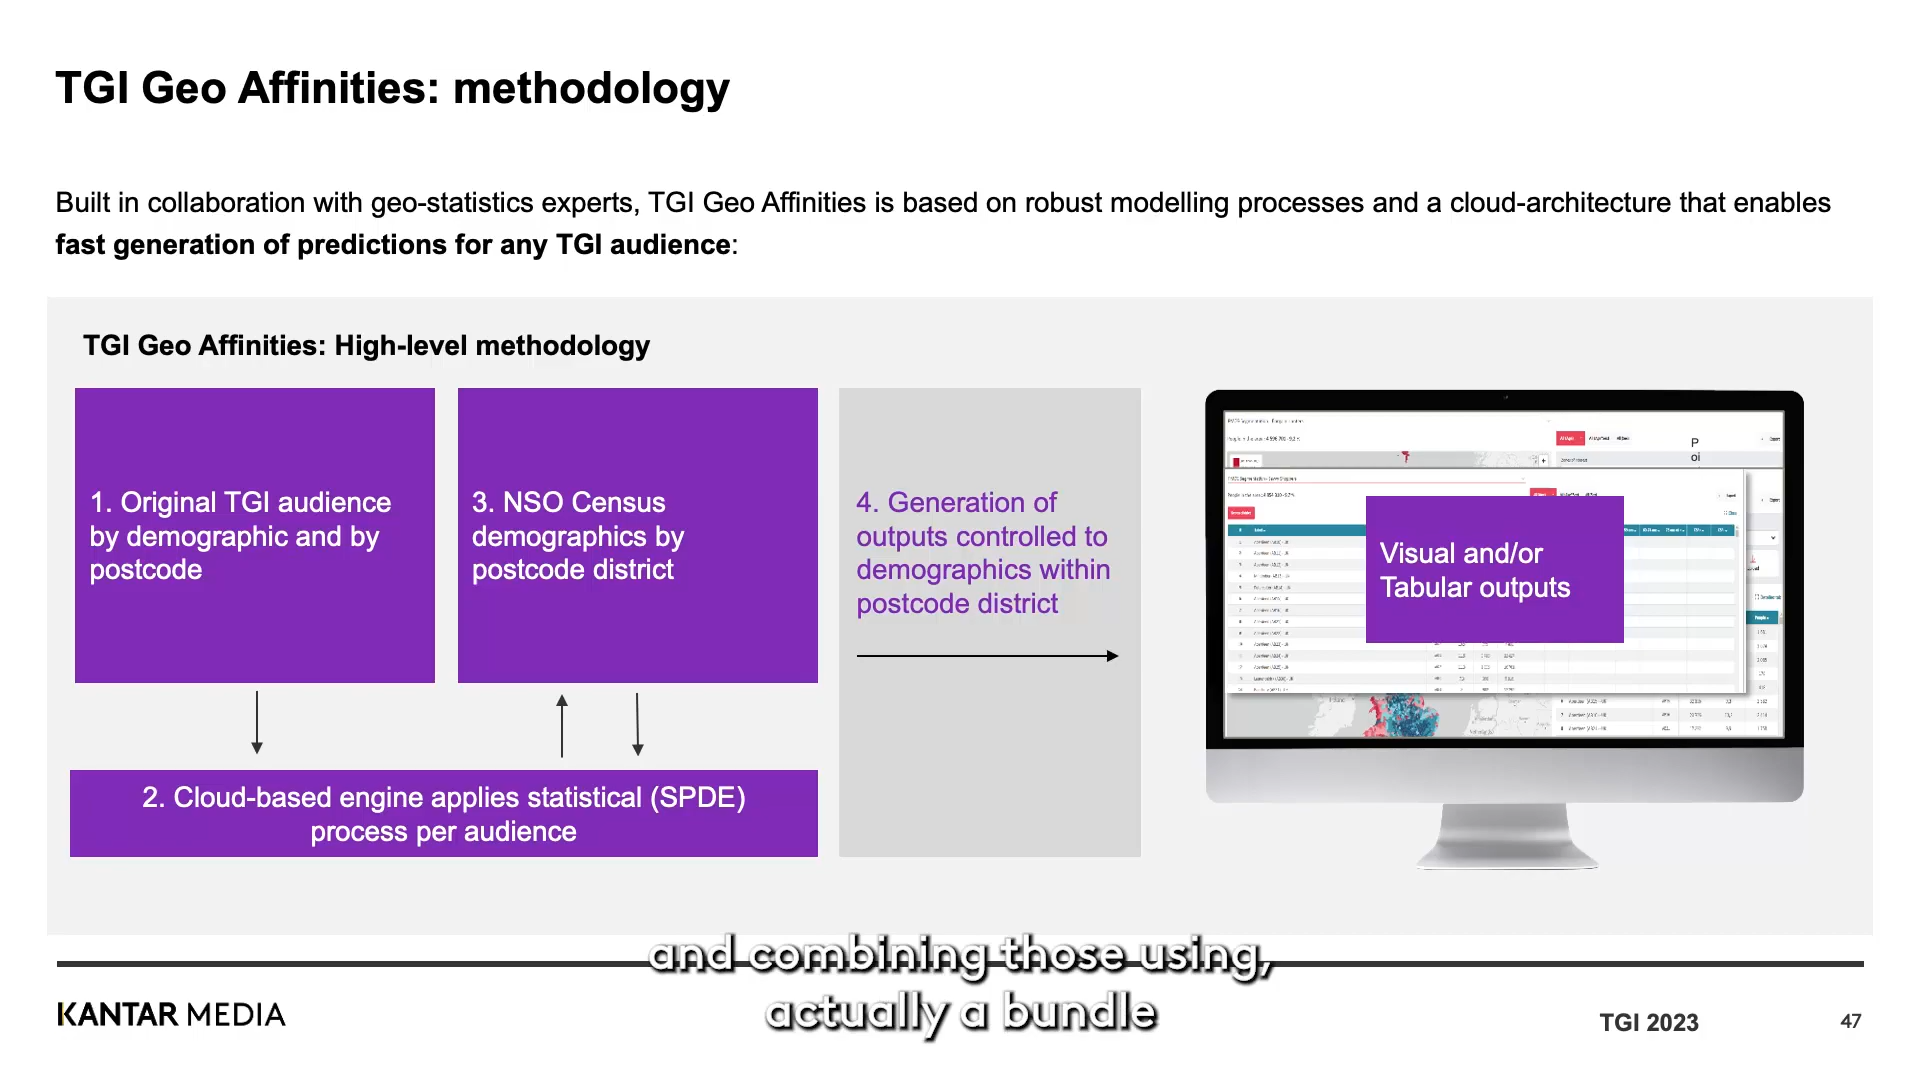 TGI Geo Affinities: methodology
Built in collaboration with geo-statistics experts, TGI Geo Affinities is based on robust modelling processes and a cloud-architecture that enables
fast generation of predictions for any TGI audience:
TGI Geo Affinities: High-level methodology
1. Original TGI audience
by demographic and by
postcode
3. NSO Census
demographics by
postcode district
4. Generation of
outputs controlled to
demographics within
postcode district
2. Cloud-based engine applies statistical (SPDE)
process per audience
P
oi
Visual and/or
Tabular outputs
and combining those using,
actually a bundle
KANTAR MEDIA
TGI 2023
47